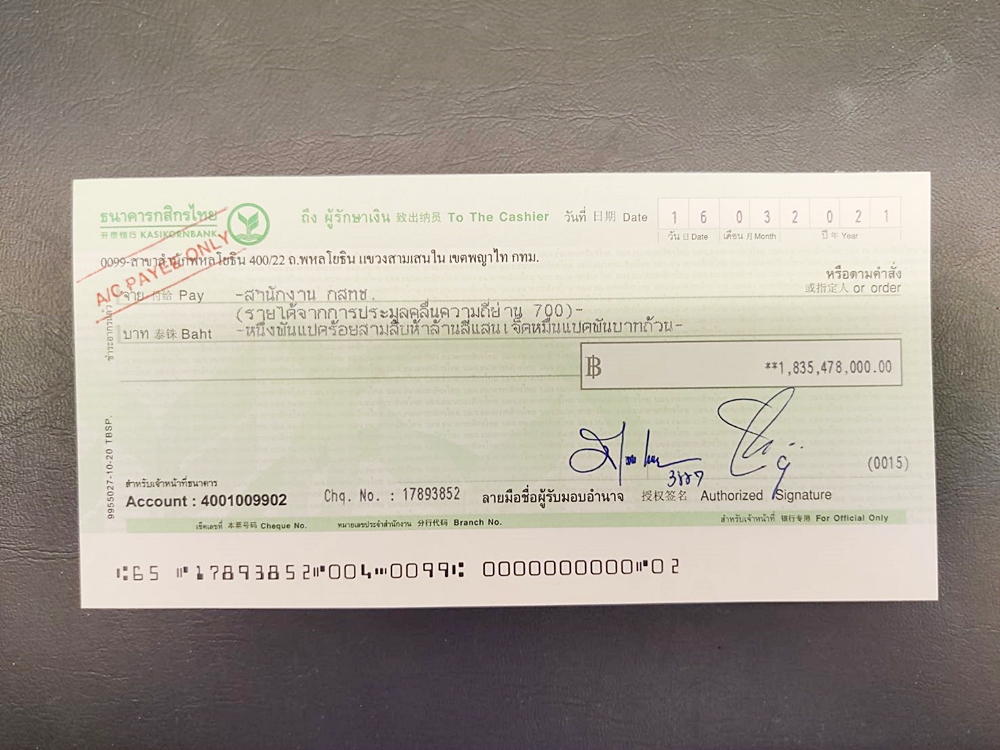 ธนาคารกสิกรไทย
开泰银行 KASIKORNBANK
ถึง ผู้รักษาเงิน 致出纳员 To The Cashier
วันที่ 日期 Date 1 6 0 3 2 0 2 1
วัน 日 Date เดือน 月 Month ปี 年 Year
A/C PAYEE ONLY
0099-สาขาสำนักพหลโยธิน 400/22 ถ.พหลโยธิน แขวงสามเสนใน เขตพญาไท กทม.
หรือตามคำสั่ง
或指定人 or order
จ่าย 祈给 Pay -สำนักงาน กสทช.
(รายได้จากการประมูลคลื่นความถี่ย่าน 700)-
บาท 泰铢 Baht -หนึ่งพันแปดร้อยสามสิบห้าล้านสี่แสนเจ็ดหมื่นแปดพันบาทถ้วน-
฿ **1,835,478,000.00
9955027-10-20 TBSP.
(0015)
สำหรับเจ้าหน้าที่ธนาคาร
Account : 4001009902
Chq. No. : 17893852
ลายมือชื่อผู้รับมอบอำนาจ 授权签名 Authorized Signature
เช็คเลขที่ 本票号码 Cheque No. หมายเลขประจำสำนักงาน 分行代码 Branch No. สำหรับเจ้าหน้าที่ 银行专用 For Official Only
⑆65 ⑈17893852⑈004⑉0099⑆ 0000000000⑈02